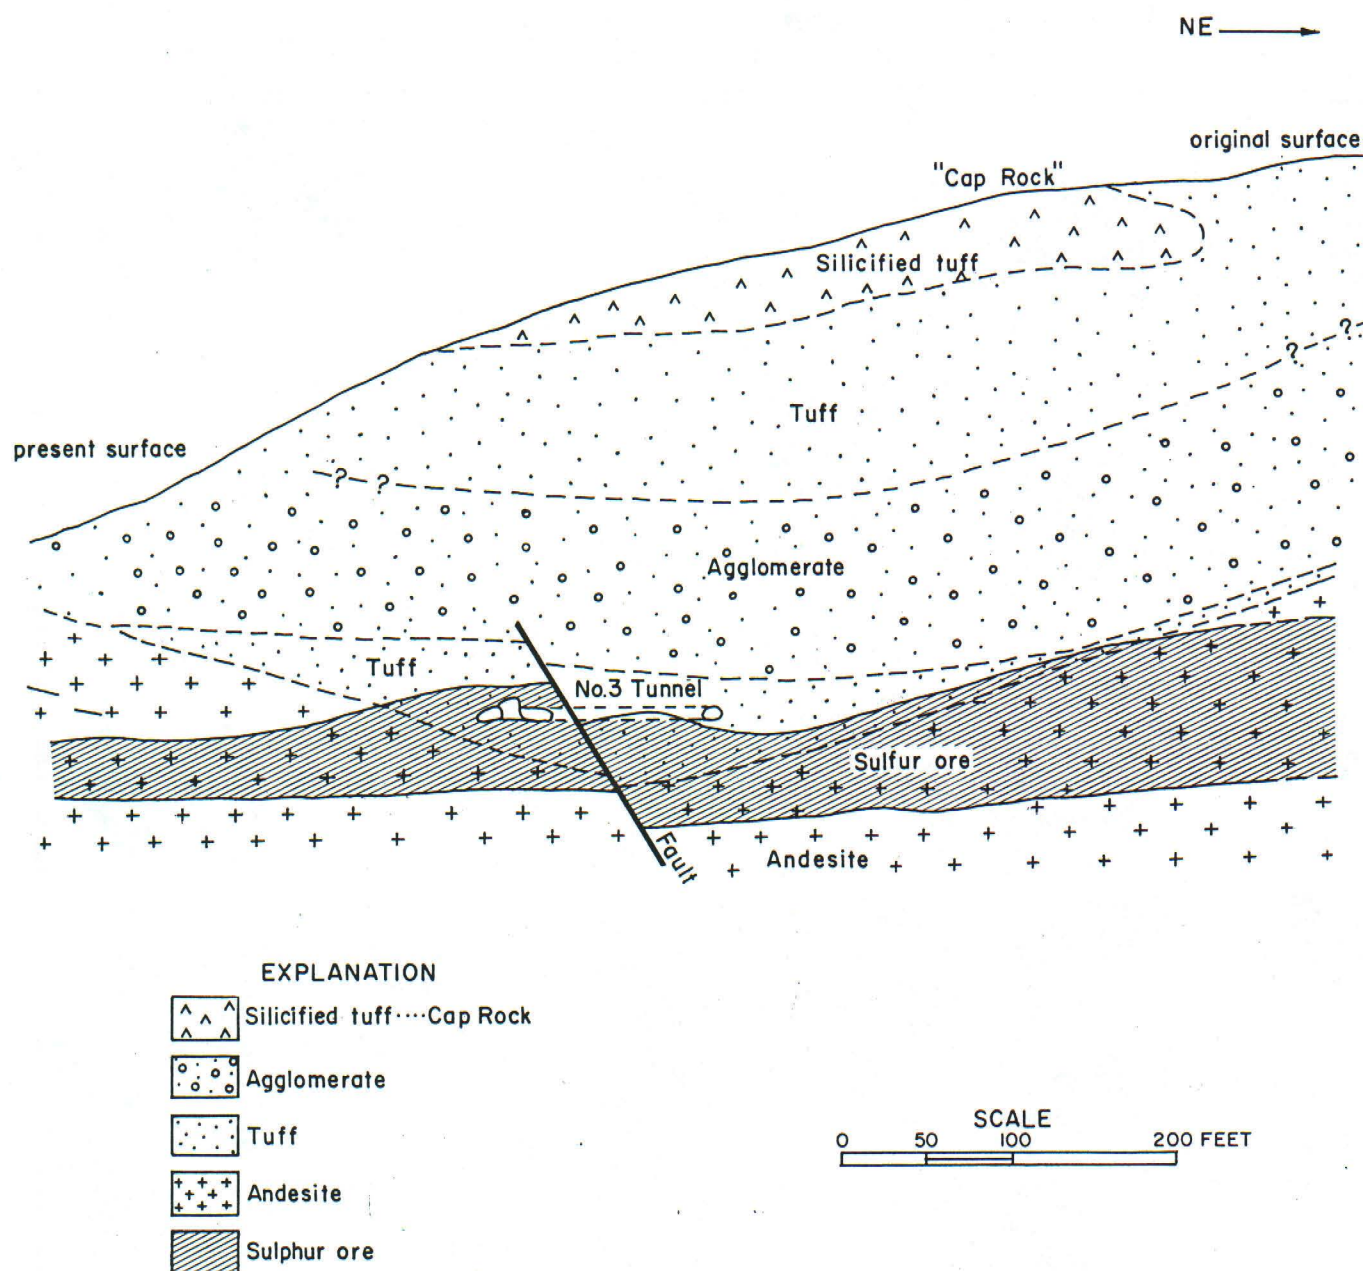 NE
original surface
"Cap Rock"
Silicified tuff
?
?
Tuff
present surface
? ?
Agglomerate
Tuff
No.3 Tunnel
Sulfur ore
Fault
Andesite
EXPLANATION
Silicified tuff····Cap Rock
Agglomerate
Tuff
Andesite
Sulphur ore
SCALE
0 50 100 200 FEET